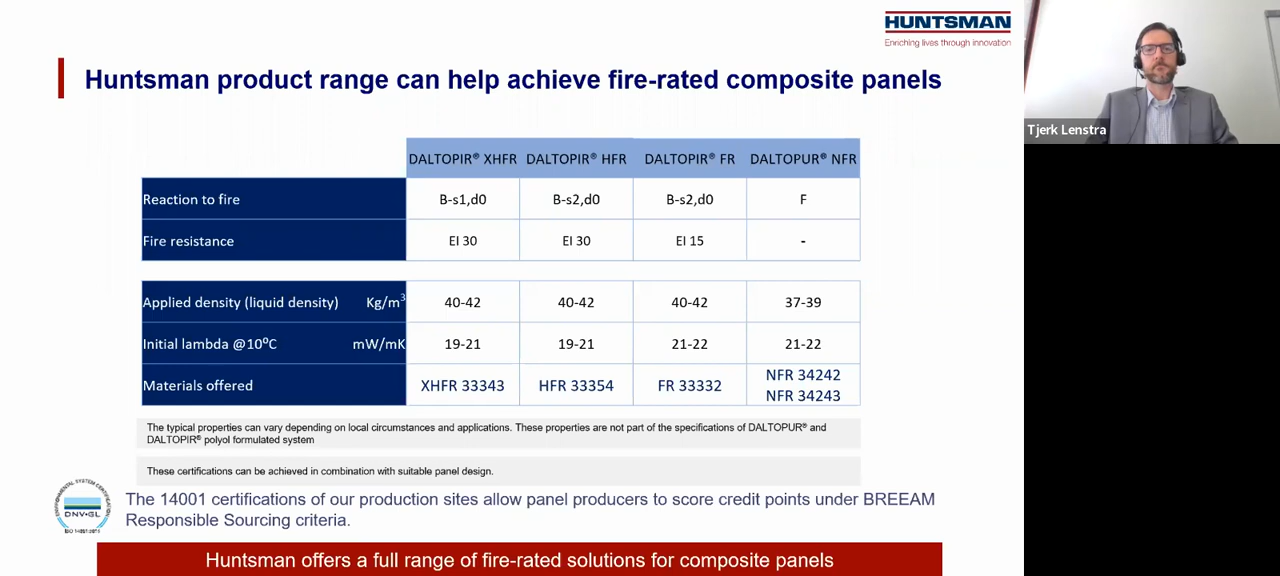 HUNTSMAN
Enriching lives through innovation
Huntsman product range can help achieve fire-rated composite panels
Tjerk Lenstra
DALTOPIR® XHFR DALTOPIR® HFR DALTOPIR® FR DALTOPUR® NFR
Reaction to fire B-s1,d0 B-s2,d0 B-s2,d0 F
Fire resistance EI 30 EI 30 EI 15 -
Applied density (liquid density) Kg/m³ 40-42 40-42 40-42 37-39
Initial lambda @10ºC mW/mK 19-21 19-21 21-22 21-22
Materials offered XHFR 33343 HFR 33354 FR 33332 NFR 34242
NFR 34243
The typical properties can vary depending on local circumstances and applications. These properties are not part of the specifications of DALTOPUR® and
DALTOPIR® polyol formulated system
These certifications can be achieved in combination with suitable panel design.
DNV·GL
The 14001 certifications of our production sites allow panel producers to score credit points under BREEAM
Responsible Sourcing criteria.
Huntsman offers a full range of fire-rated solutions for composite panels